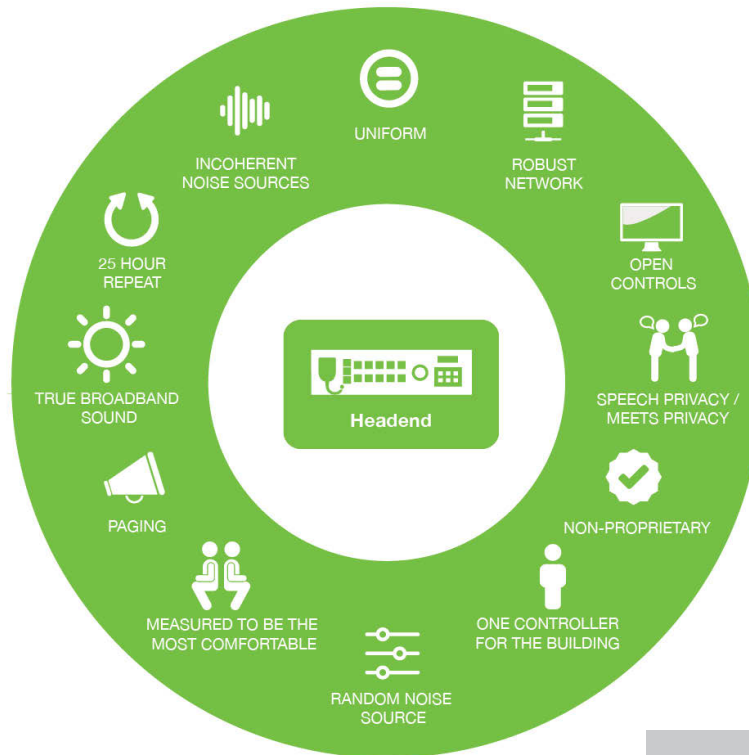 UNIFORM
ROBUST
NETWORK
OPEN
CONTROLS
SPEECH PRIVACY /
MEETS PRIVACY
NON-PROPRIETARY
ONE CONTROLLER
FOR THE BUILDING
RANDOM NOISE
SOURCE
MEASURED TO BE THE
MOST COMFORTABLE
PAGING
TRUE BROADBAND
SOUND
25 HOUR
REPEAT
INCOHERENT
NOISE SOURCES
Headend